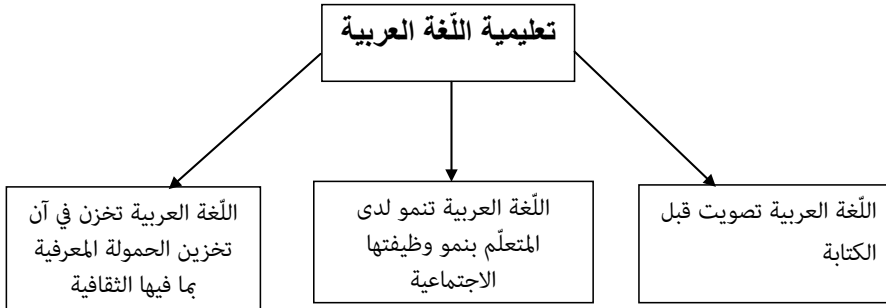 تعليمية اللّغة العربية
اللّغة العربية تصويت قبل
الكتابة
اللّغة العربية تنمو لدى
المتعلّم بنمو وظيفتها
الاجتماعية
اللّغة العربية تخزن في آن
تخزين الحمولة المعرفية
بما فيها الثقافية